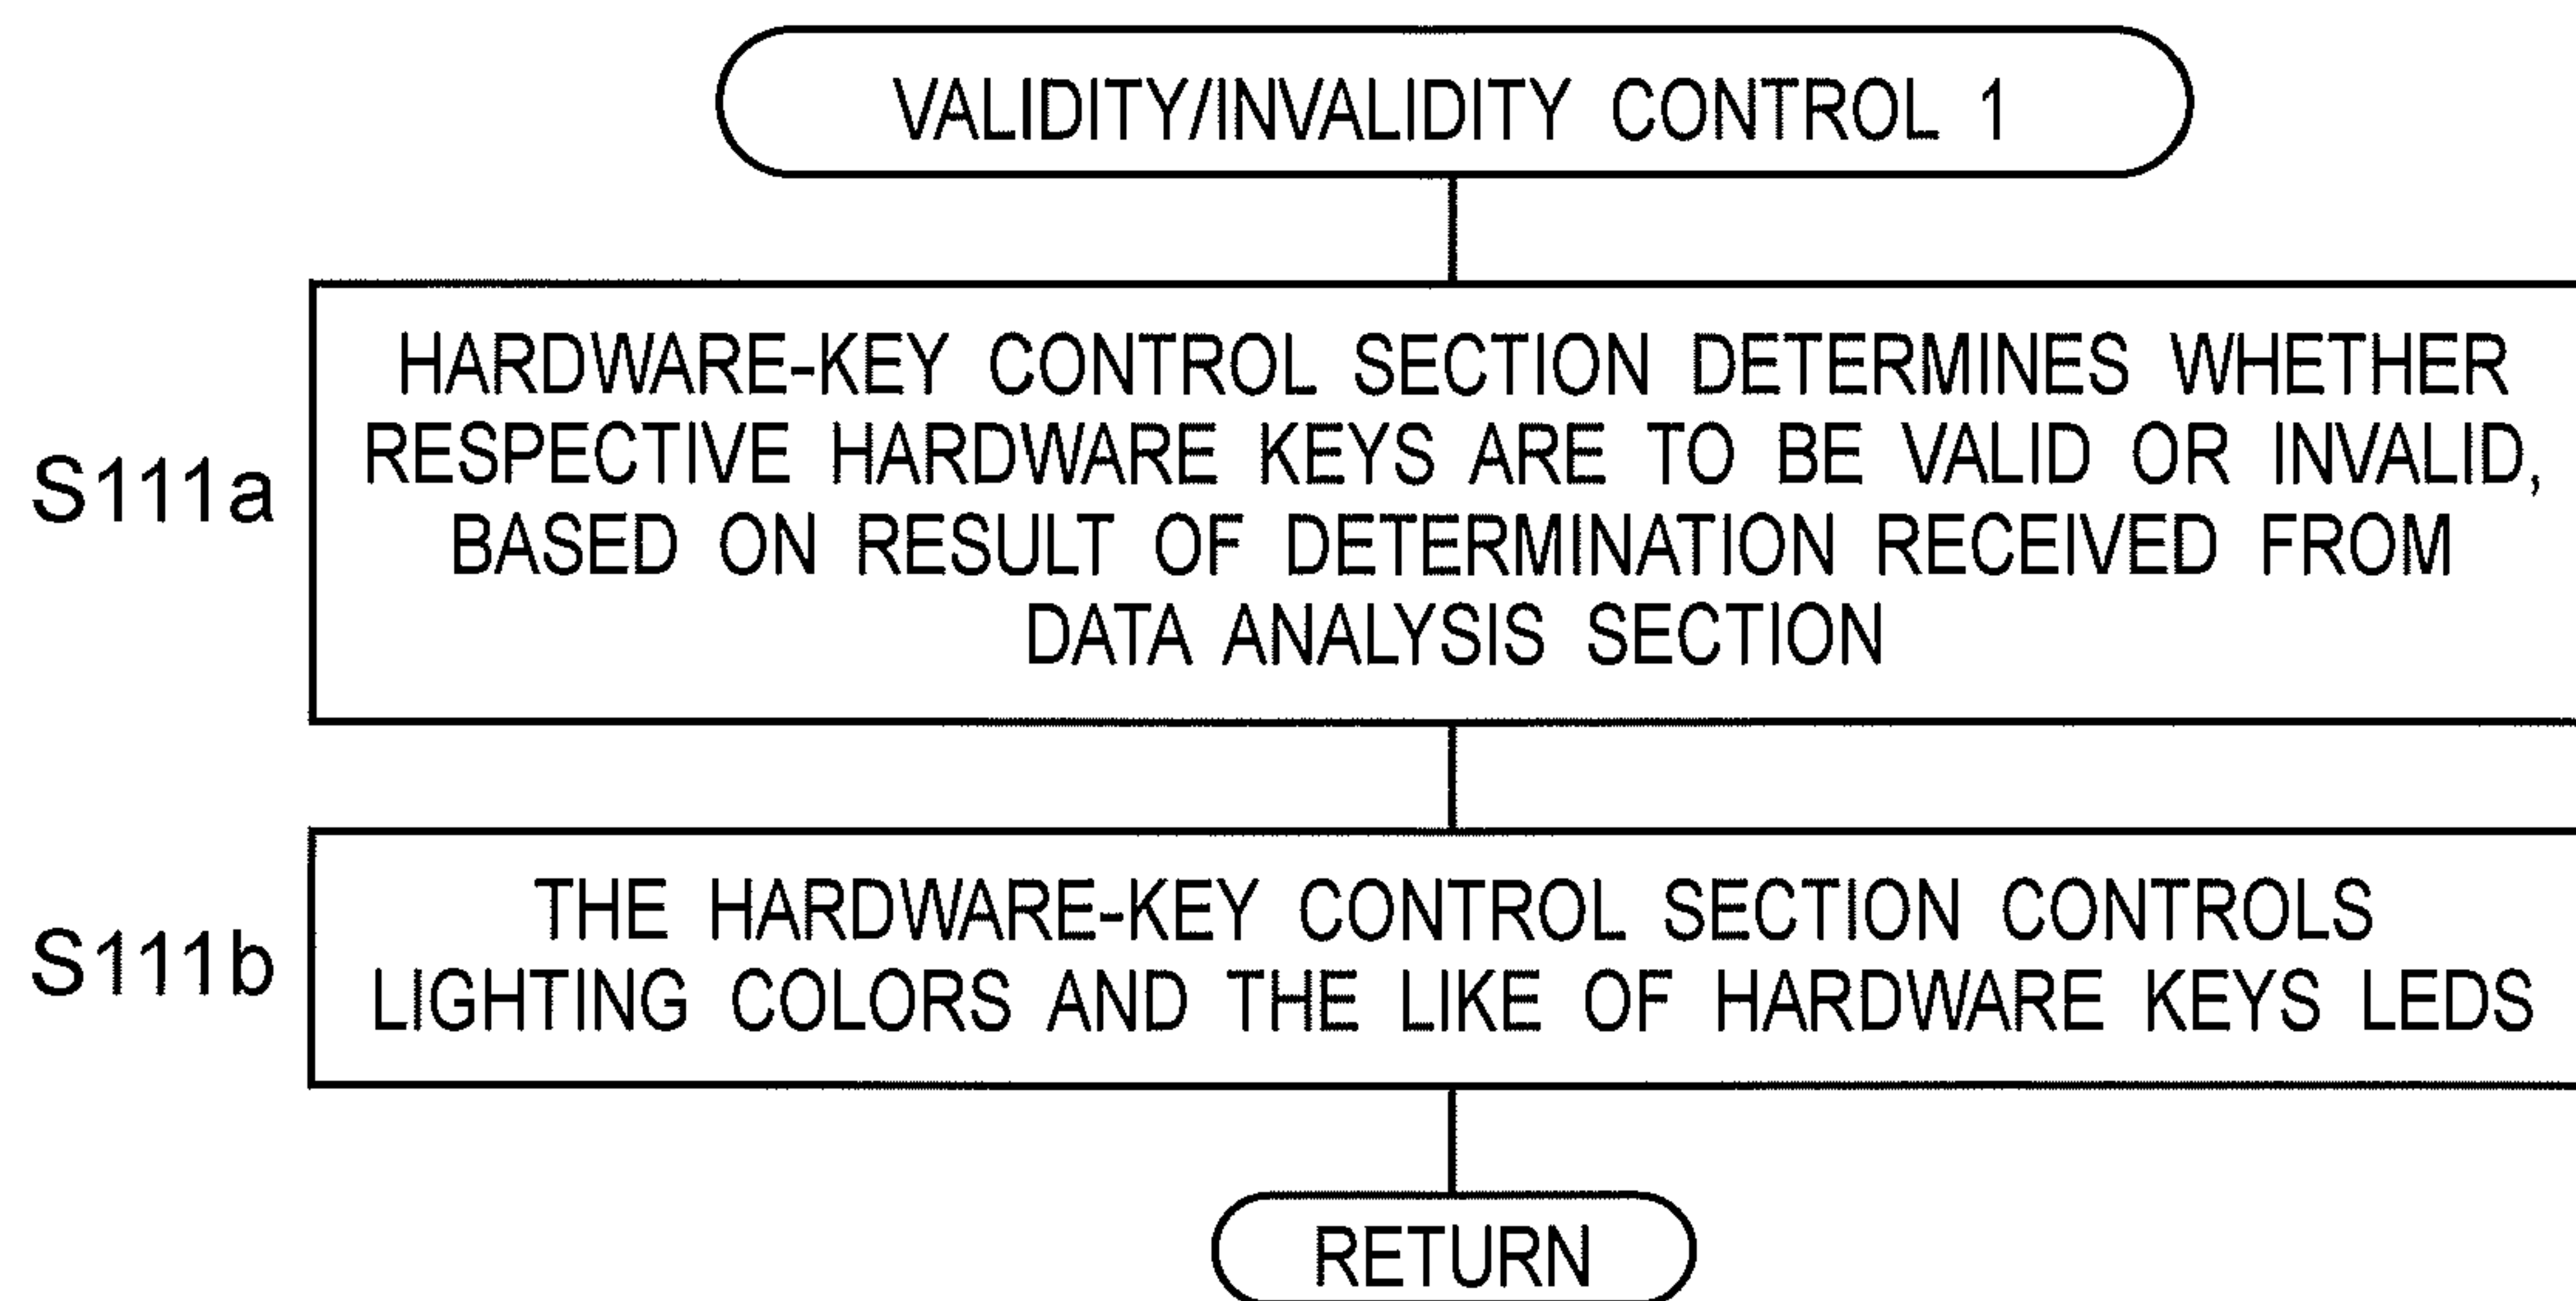 VALIDITY/INVALIDITY CONTROL 1
S111a
HARDWARE-KEY CONTROL SECTION DETERMINES WHETHER
RESPECTIVE HARDWARE KEYS ARE TO BE VALID OR INVALID,
BASED ON RESULT OF DETERMINATION RECEIVED FROM
DATA ANALYSIS SECTION
S111b
THE HARDWARE-KEY CONTROL SECTION CONTROLS
LIGHTING COLORS AND THE LIKE OF HARDWARE KEYS LEDS
RETURN